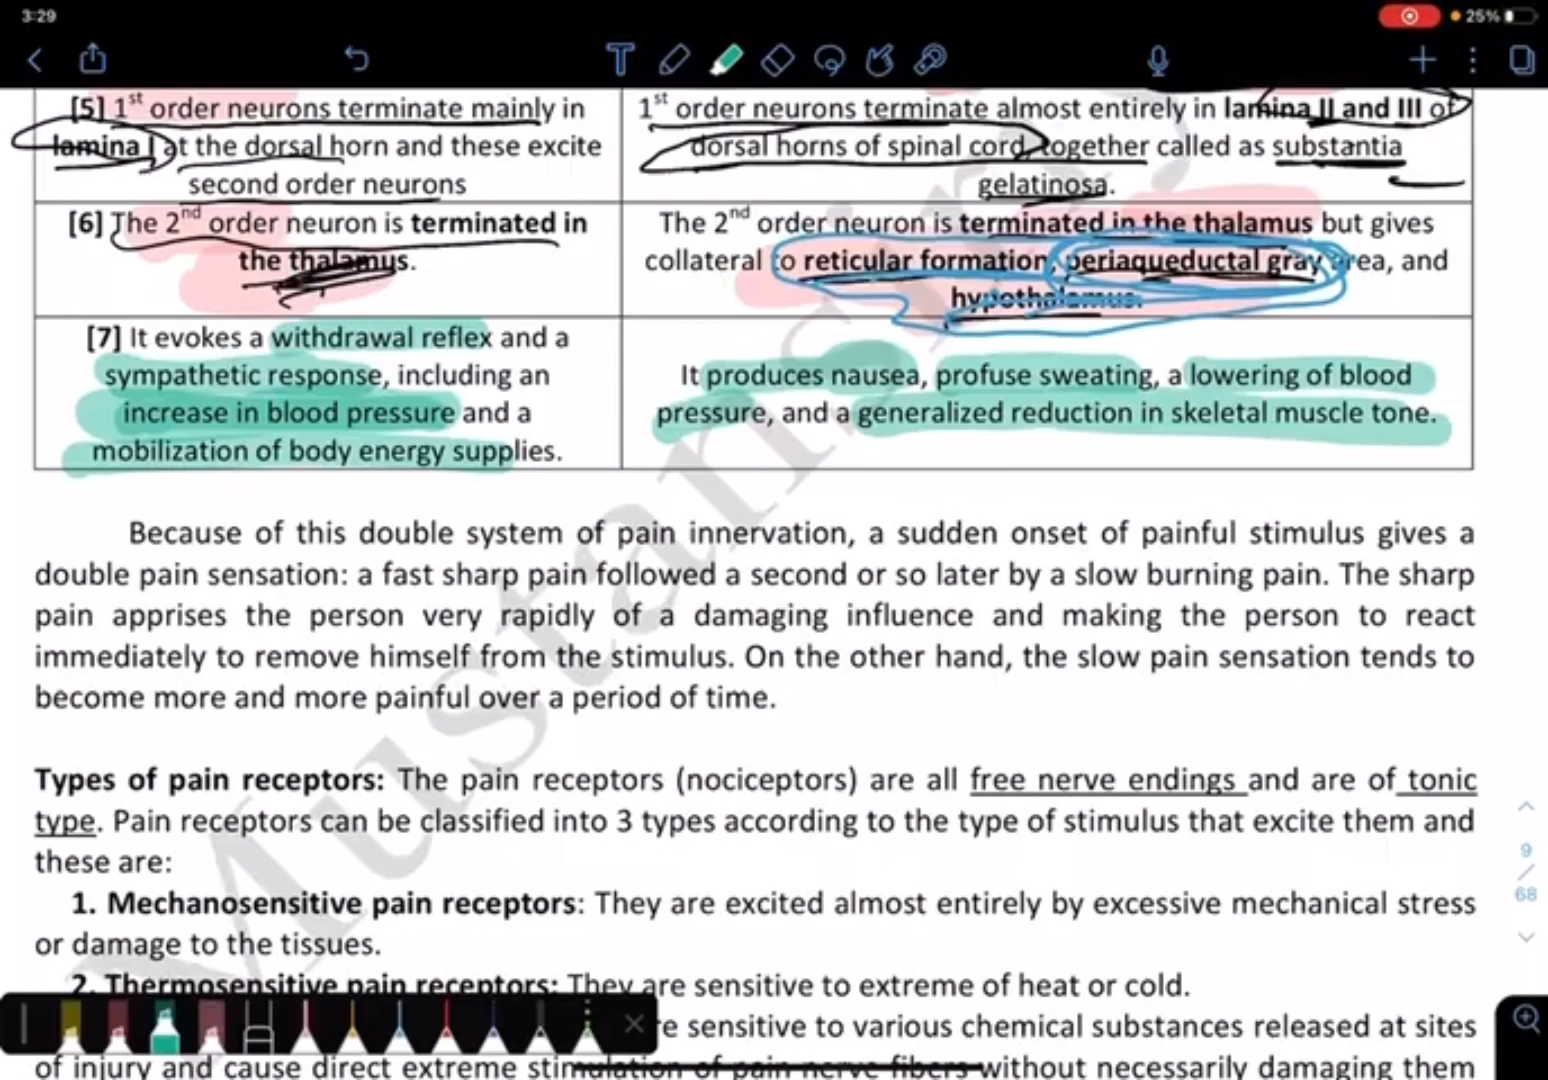 3:29
25%
[5] 1st order neurons terminate mainly in
lamina I at the dorsal horn and these excite
second order neurons
1st order neurons terminate almost entirely in lamina II and III of
dorsal horns of spinal cord, together called as substantia
gelatinosa.
[6] The 2nd order neuron is terminated in
the thalamus.
The 2nd order neuron is terminated in the thalamus but gives
collateral to reticular formation, periaqueductal gray area, and
hypothalamus.
[7] It evokes a withdrawal reflex and a
sympathetic response, including an
increase in blood pressure and a
mobilization of body energy supplies.
It produces nausea, profuse sweating, a lowering of blood
pressure, and a generalized reduction in skeletal muscle tone.
Because of this double system of pain innervation, a sudden onset of painful stimulus gives a
double pain sensation: a fast sharp pain followed a second or so later by a slow burning pain. The sharp
pain apprises the person very rapidly of a damaging influence and making the person to react
immediately to remove himself from the stimulus. On the other hand, the slow pain sensation tends to
become more and more painful over a period of time.
Types of pain receptors: The pain receptors (nociceptors) are all free nerve endings and are of tonic
type. Pain receptors can be classified into 3 types according to the type of stimulus that excite them and
these are:
1. Mechanosensitive pain receptors: They are excited almost entirely by excessive mechanical stress
or damage to the tissues.
2. Thermosensitive pain receptors: They are sensitive to extreme of heat or cold.
re sensitive to various chemical substances released at sites
of injury and cause direct extreme stimulation of pain nerve fibers without necessarily damaging them
9
/
68